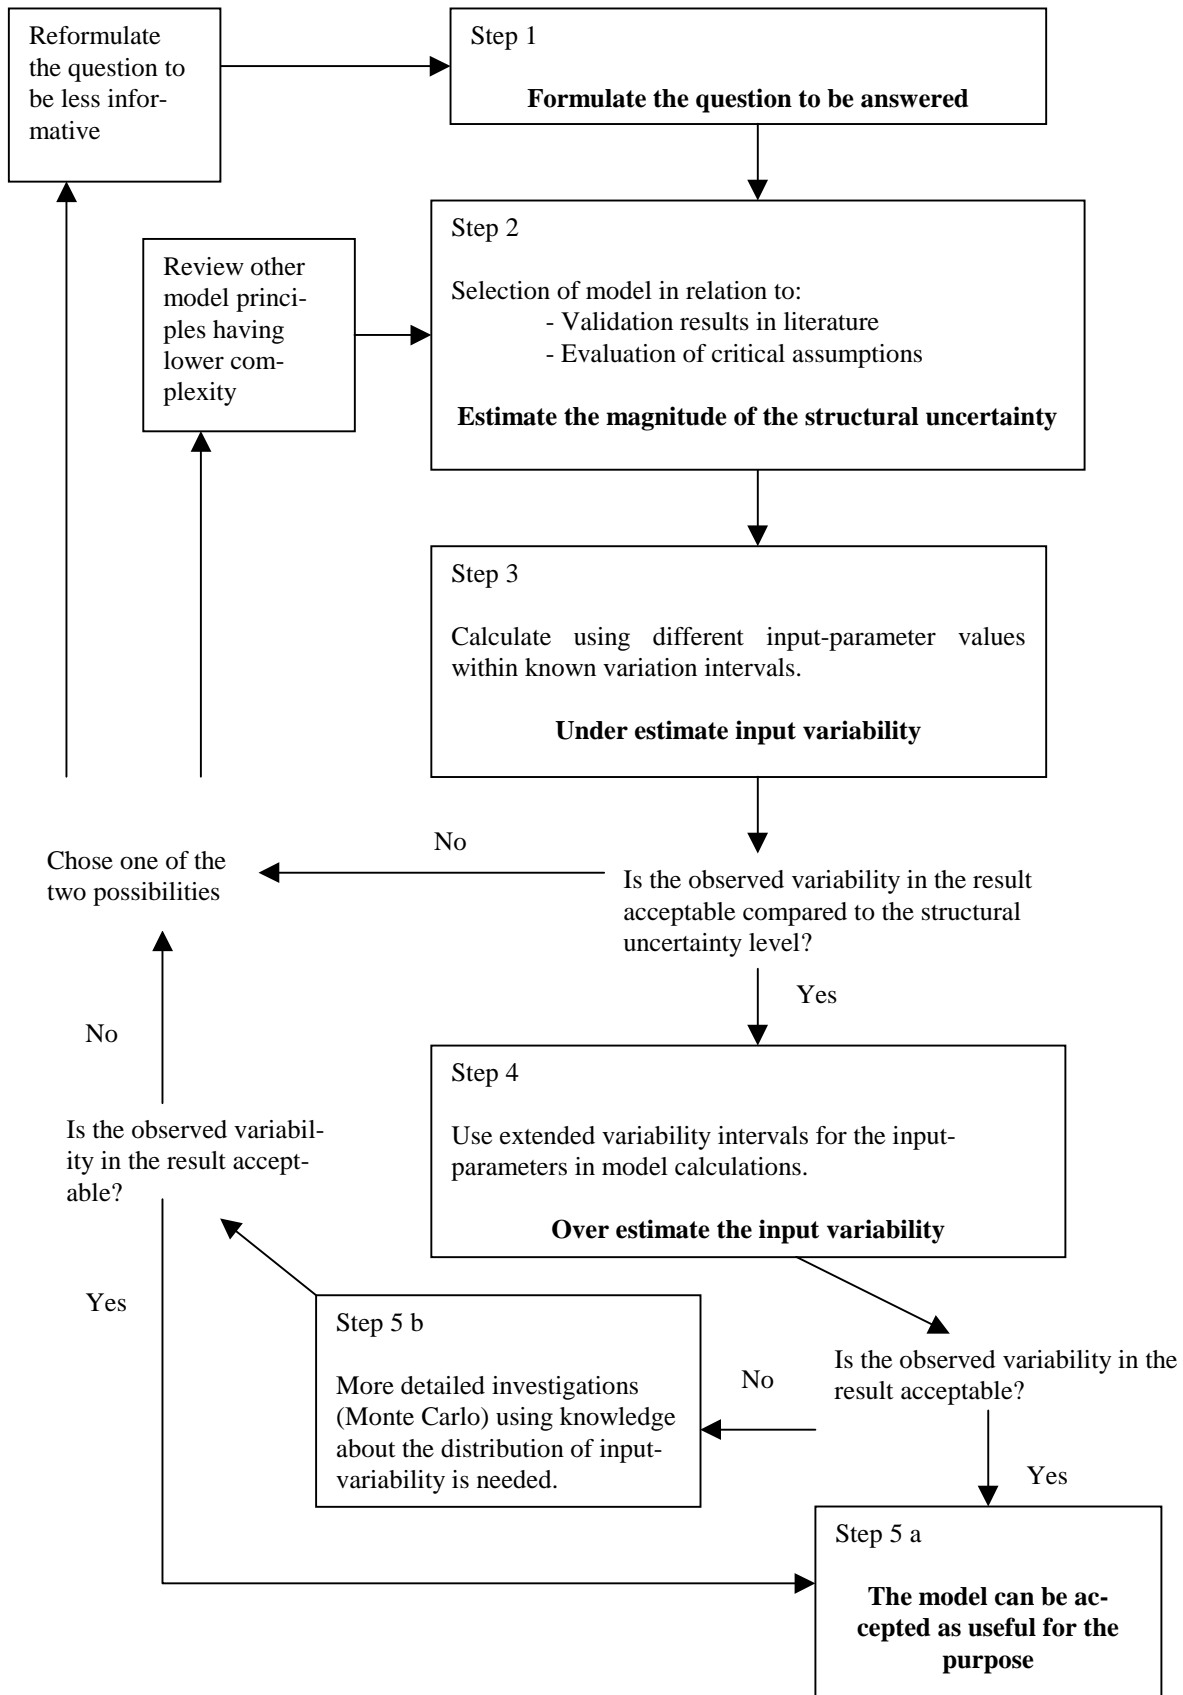 Reformulate
the question to
be less infor-
mative
Step 1
Formulate the question to be answered
Step 2
Selection of model in relation to:
- Validation results in literature
- Evaluation of critical assumptions
Estimate the magnitude of the structural uncertainty
Review other
model princi-
ples having
lower com-
plexity
Step 3
Calculate using different input-parameter values
within known variation intervals.
Under estimate input variability
No
Chose one of the
two possibilities
Is the observed variability in the result
acceptable compared to the structural
uncertainty level?
Yes
No
Step 4
Use extended variability intervals for the input-
parameters in model calculations.
Over estimate the input variability
Is the observed variabil-
ity in the result accept-
able?
Yes
Step 5 b
More detailed investigations
(Monte Carlo) using knowledge
about the distribution of input-
variability is needed.
No
Is the observed variability in the
result acceptable?
Yes
Step 5 a
The model can be ac-
cepted as useful for the
purpose